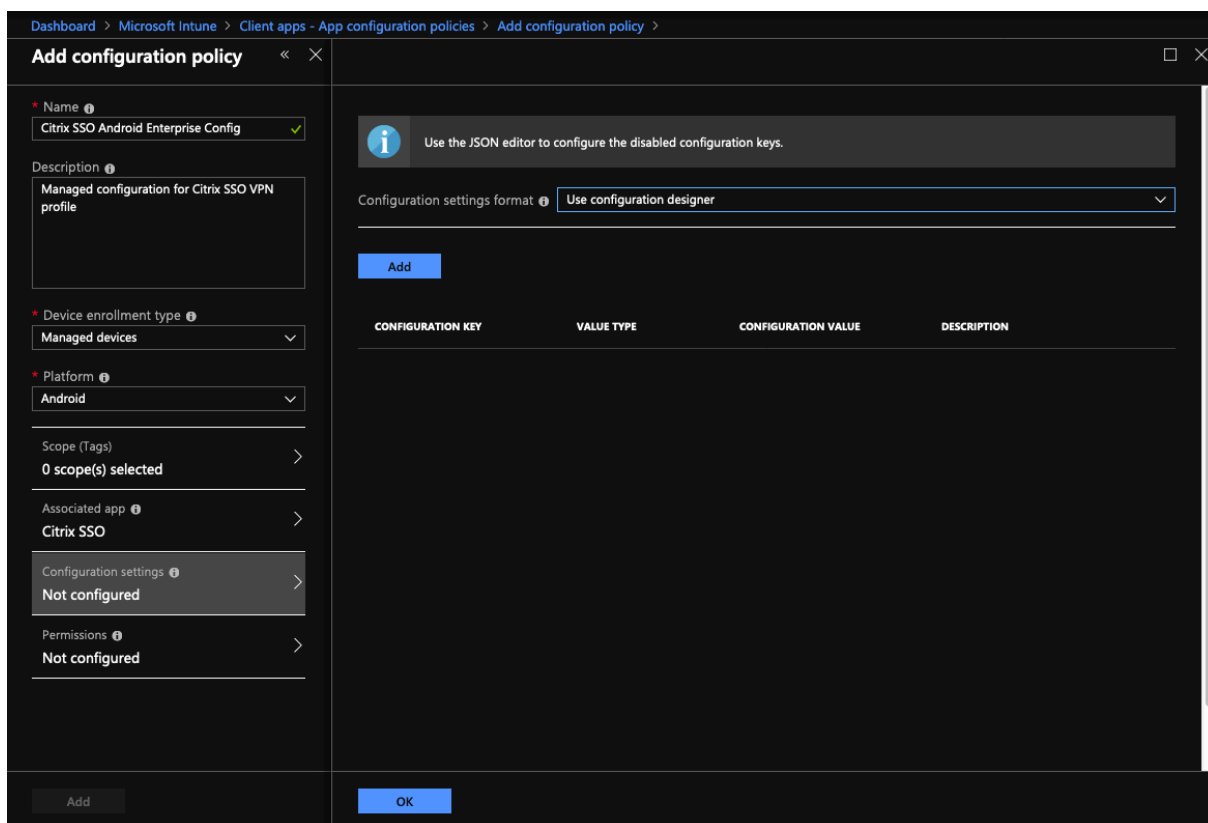 Dashboard > Microsoft Intune > Client apps - App configuration policies > Add configuration policy >
Add configuration policy
* Name
Citrix SSO Android Enterprise Config
Description
Managed configuration for Citrix SSO VPN
profile
* Device enrollment type
Managed devices
* Platform
Android
Scope (Tags)
0 scope(s) selected
Associated app
Citrix SSO
Configuration settings
Not configured
Permissions
Not configured
Add
Use the JSON editor to configure the disabled configuration keys.
Configuration settings format Use configuration designer
Add
CONFIGURATION KEY VALUE TYPE CONFIGURATION VALUE DESCRIPTION
OK